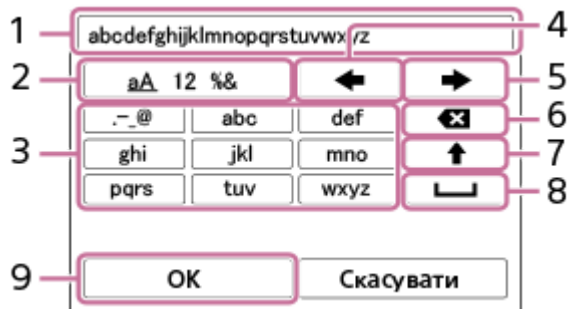 1 abcdefghijklmnopqrstuvwxyz 4
2 aA 12 %& 5
.-_@ abc def 6
3 ghi jkl mno 7
pqrs tuv wxyz 8
9 OK Скасувати